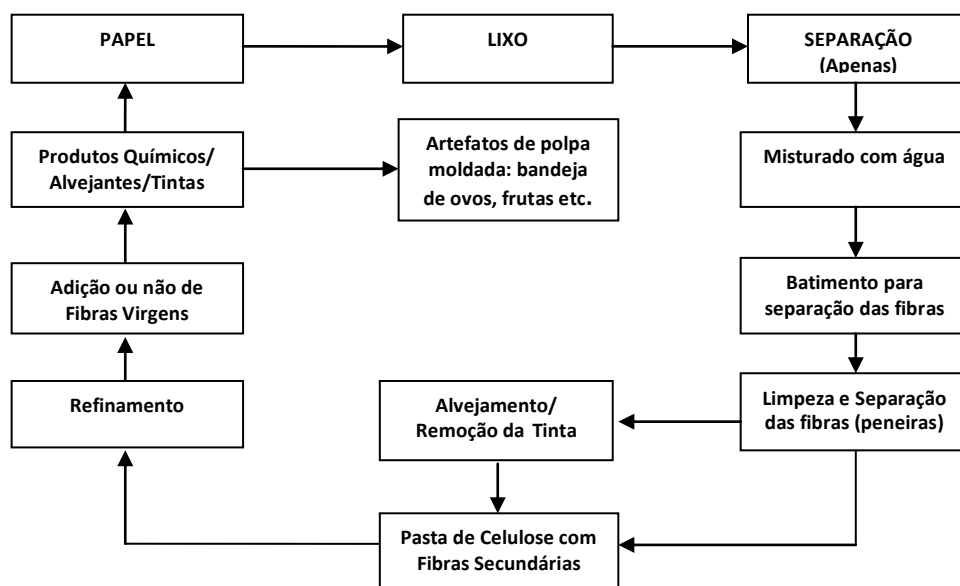 PAPEL
LIXO
SEPARAÇÃO
(Apenas)
Produtos Químicos/
Alvejantes/Tintas
Artefatos de polpa
moldada: bandeja
de ovos, frutas etc.
Misturado com água
Adição ou não de
Fibras Virgens
Batimento para
separação das fibras
Refinamento
Alvejamento/
Remoção da Tinta
Limpeza e Separação
das fibras (peneiras)
Pasta de Celulose com
Fibras Secundárias